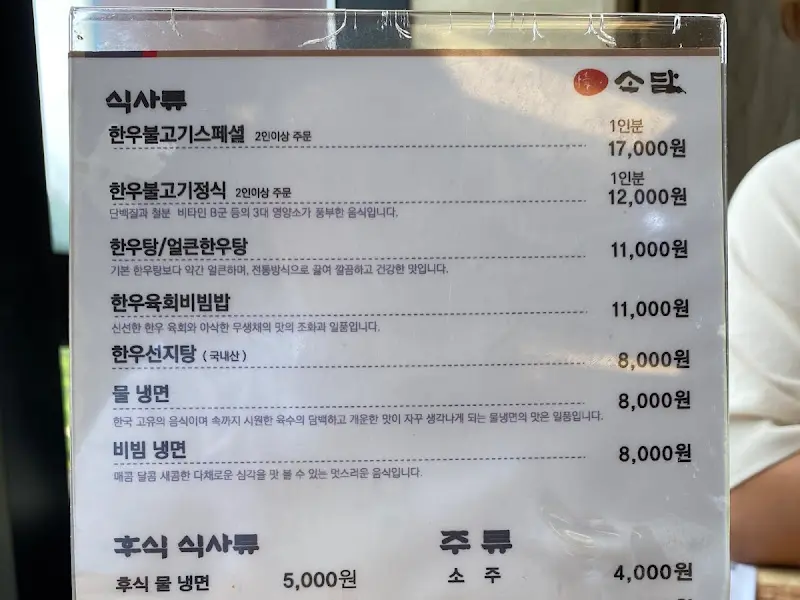 소담
식사류
한우불고기스페셜 2인이상 주문 1인분 17,000원
한우불고기정식 2인이상 주문 1인분 12,000원
단백질과 철분 비타민 B군 등의 3대 영양소가 풍부한 음식입니다.
한우탕/얼큰한우탕 11,000원
기본 한우탕보다 약간 얼큰하며, 전통방식으로 끓여 깔끔하고 건강한 맛입니다.
한우육회비빔밥 11,000원
신선한 한우 육회와 아삭한 무생채의 맛의 조화과 일품입니다.
한우선지탕 (국내산) 8,000원
물 냉면 8,000원
한국 고유의 음식이며 속까지 시원한 육수의 담백하고 개운한 맛이 자꾸 생각나게 되는 물냉면의 맛은 일품입니다.
비빔 냉면 8,000원
매콤 달콤 새콤한 다채로운 심각을 맛 볼 수 있는 멋스러운 음식입니다.
후식 식사류 주류
후식 물 냉면 5,000원 소 주 4,000원